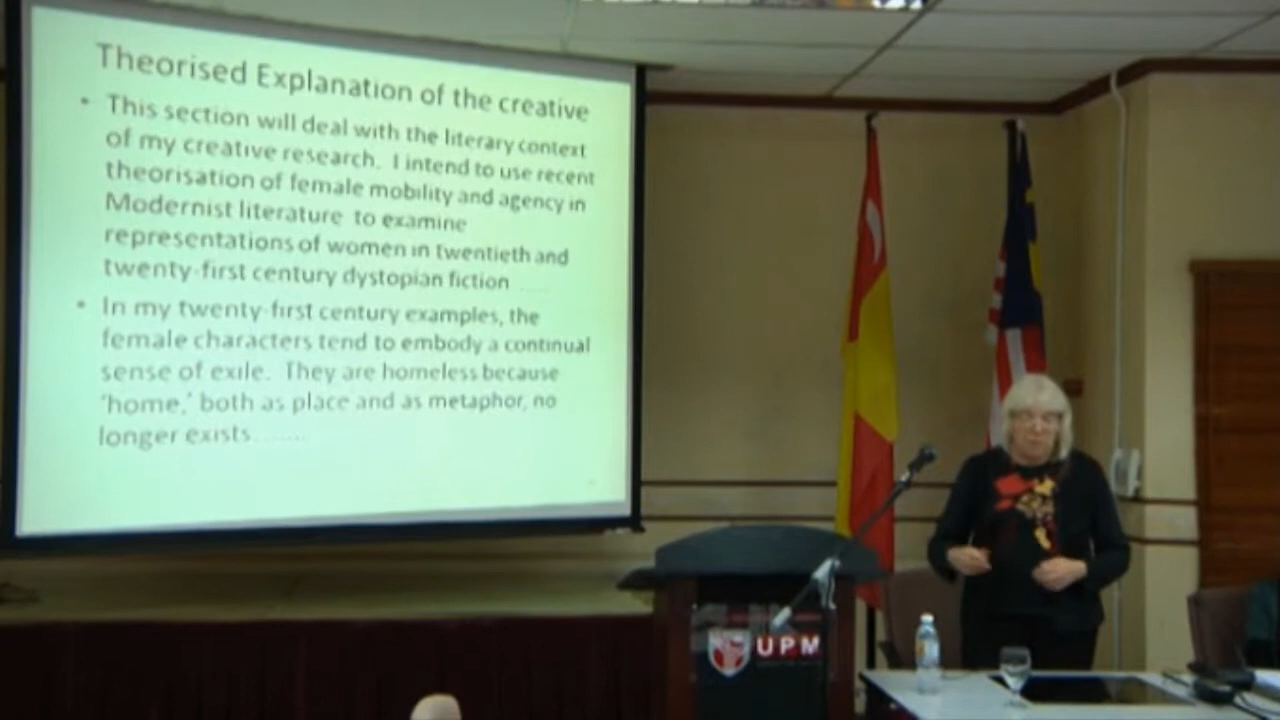 Theorised Explanation of the creative
• This section will deal with the literary context
of my creative research. I intend to use recent
theorisation of female mobility and agency in
Modernist literature to examine
representations of women in twentieth and
twenty-first century dystopian fiction ......
• In my twenty-first century examples, the
female characters tend to embody a continual
sense of exile. They are homeless because
'home,' both as place and as metaphor, no
longer exists.......
UPM